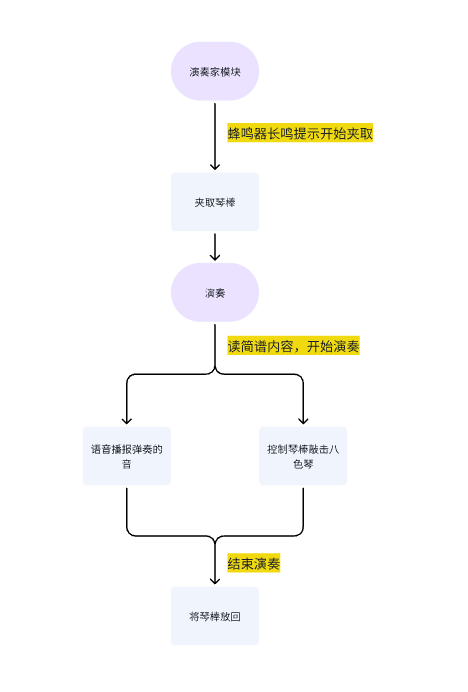 演奏家模块
蜂鸣器长鸣提示开始夹取
夹取琴棒
演奏
读简谱内容，开始演奏
语音播报弹奏的
音
控制琴棒敲击八
色琴
结束演奏
将琴棒放回